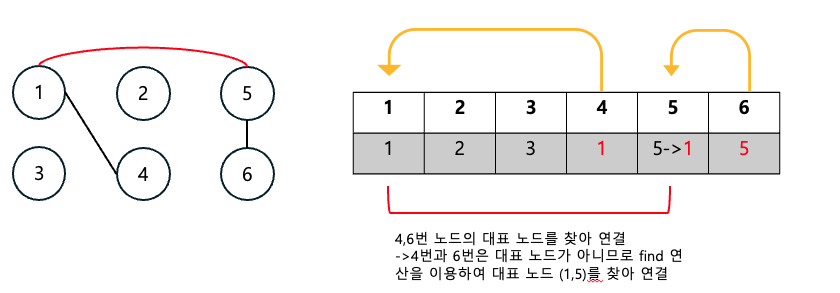 1 2 5
3 4 6
1 2 3 4 5 6
1 2 3 1 5->1 5
4,6번 노드의 대표 노드를 찾아 연결
->4번과 6번은 대표 노드가 아니므로 find 연
산을 이용하여 대표 노드 (1,5)를 찾아 연결